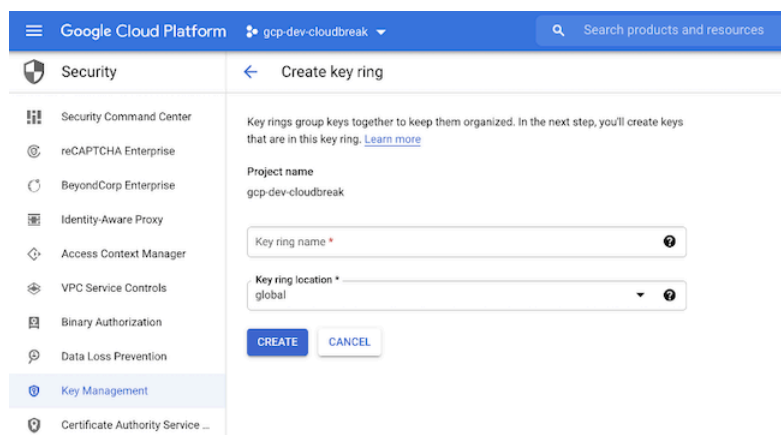 Google Cloud Platform
gcp-dev-cloudbreak
Search products and resources
Security
Create key ring
Security Command Center
reCAPTCHA Enterprise
BeyondCorp Enterprise
Identity-Aware Proxy
Access Context Manager
VPC Service Controls
Binary Authorization
Data Loss Prevention
Key Management
Certificate Authority Service ...
Key rings group keys together to keep them organized. In the next step, you'll create keys
that are in this key ring. Learn more
Project name
gcp-dev-cloudbreak
Key ring name *
Key ring location *
global
CREATE CANCEL